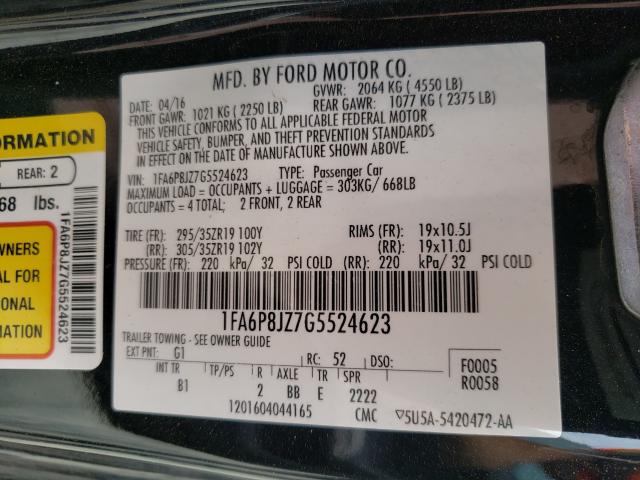 MFD. BY FORD MOTOR CO.
DATE: 04/16 GVWR: 2064 KG ( 4550 LB)
FRONT GAWR: 1021 KG ( 2250 LB) REAR GAWR: 1077 KG ( 2375 LB)
THIS VEHICLE CONFORMS TO ALL APPLICABLE FEDERAL MOTOR
VEHICLE SAFETY, BUMPER, AND THEFT PREVENTION STANDARDS
IN EFFECT ON THE DATE OF MANUFACTURE SHOWN ABOVE.
VIN: 1FA6P8JZ7G5524623 TYPE: Passenger Car
MAXIMUM LOAD = OCCUPANTS + LUGGAGE = 303KG/ 668LB
OCCUPANTS = 4 TOTAL; 2 FRONT, 2 REAR
TIRE (FR): 295/35ZR19 100Y RIMS (FR): 19x10.5J
(RR): 305/35ZR19 102Y (RR): 19x11.0J
PRESSURE (FR): 220 kPa/ 32 PSI COLD (RR): 220 kPa/ 32 PSI COLD
1FA6P8JZ7G5524623
TRAILER TOWING - SEE OWNER GUIDE
EXT PNT: G1 RC: 52 DSO: F0005
INT TR TP/PS R AXLE TR SPR R0058
B1 2 BB E 2222
1201604044165 CMC 5U5A-5420472-AA
FORMATION
REAR: 2
68 lbs.
WNERS
AL FOR
ONAL
MATION
1FA6P8JZ7G5524623